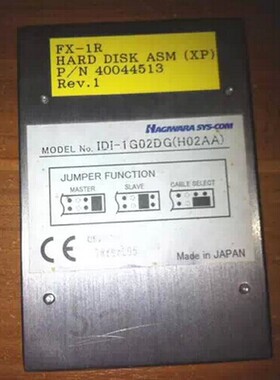 FX-1R
HARD DISK ASM (XP)
P/N 40044513
Rev.1
HAGIWARA SYS-COM
MODEL No. IDI-1G02DG(H02AA)
JUMPER FUNCTION
MASTER SLAVE CABLE SELECT
CE
Made in JAPAN